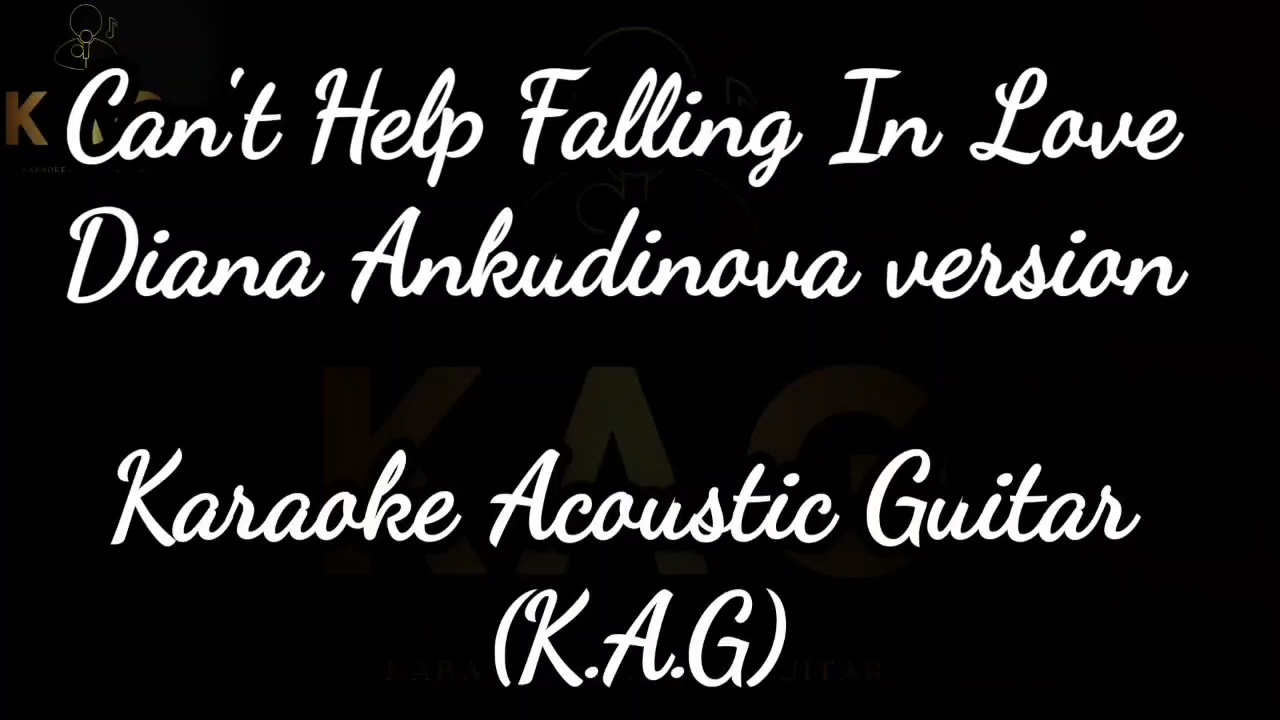 Can't Help Falling In Love
Diana Ankudinova version
Karaoke Acoustic Guitar
(K.A.G)
K A G